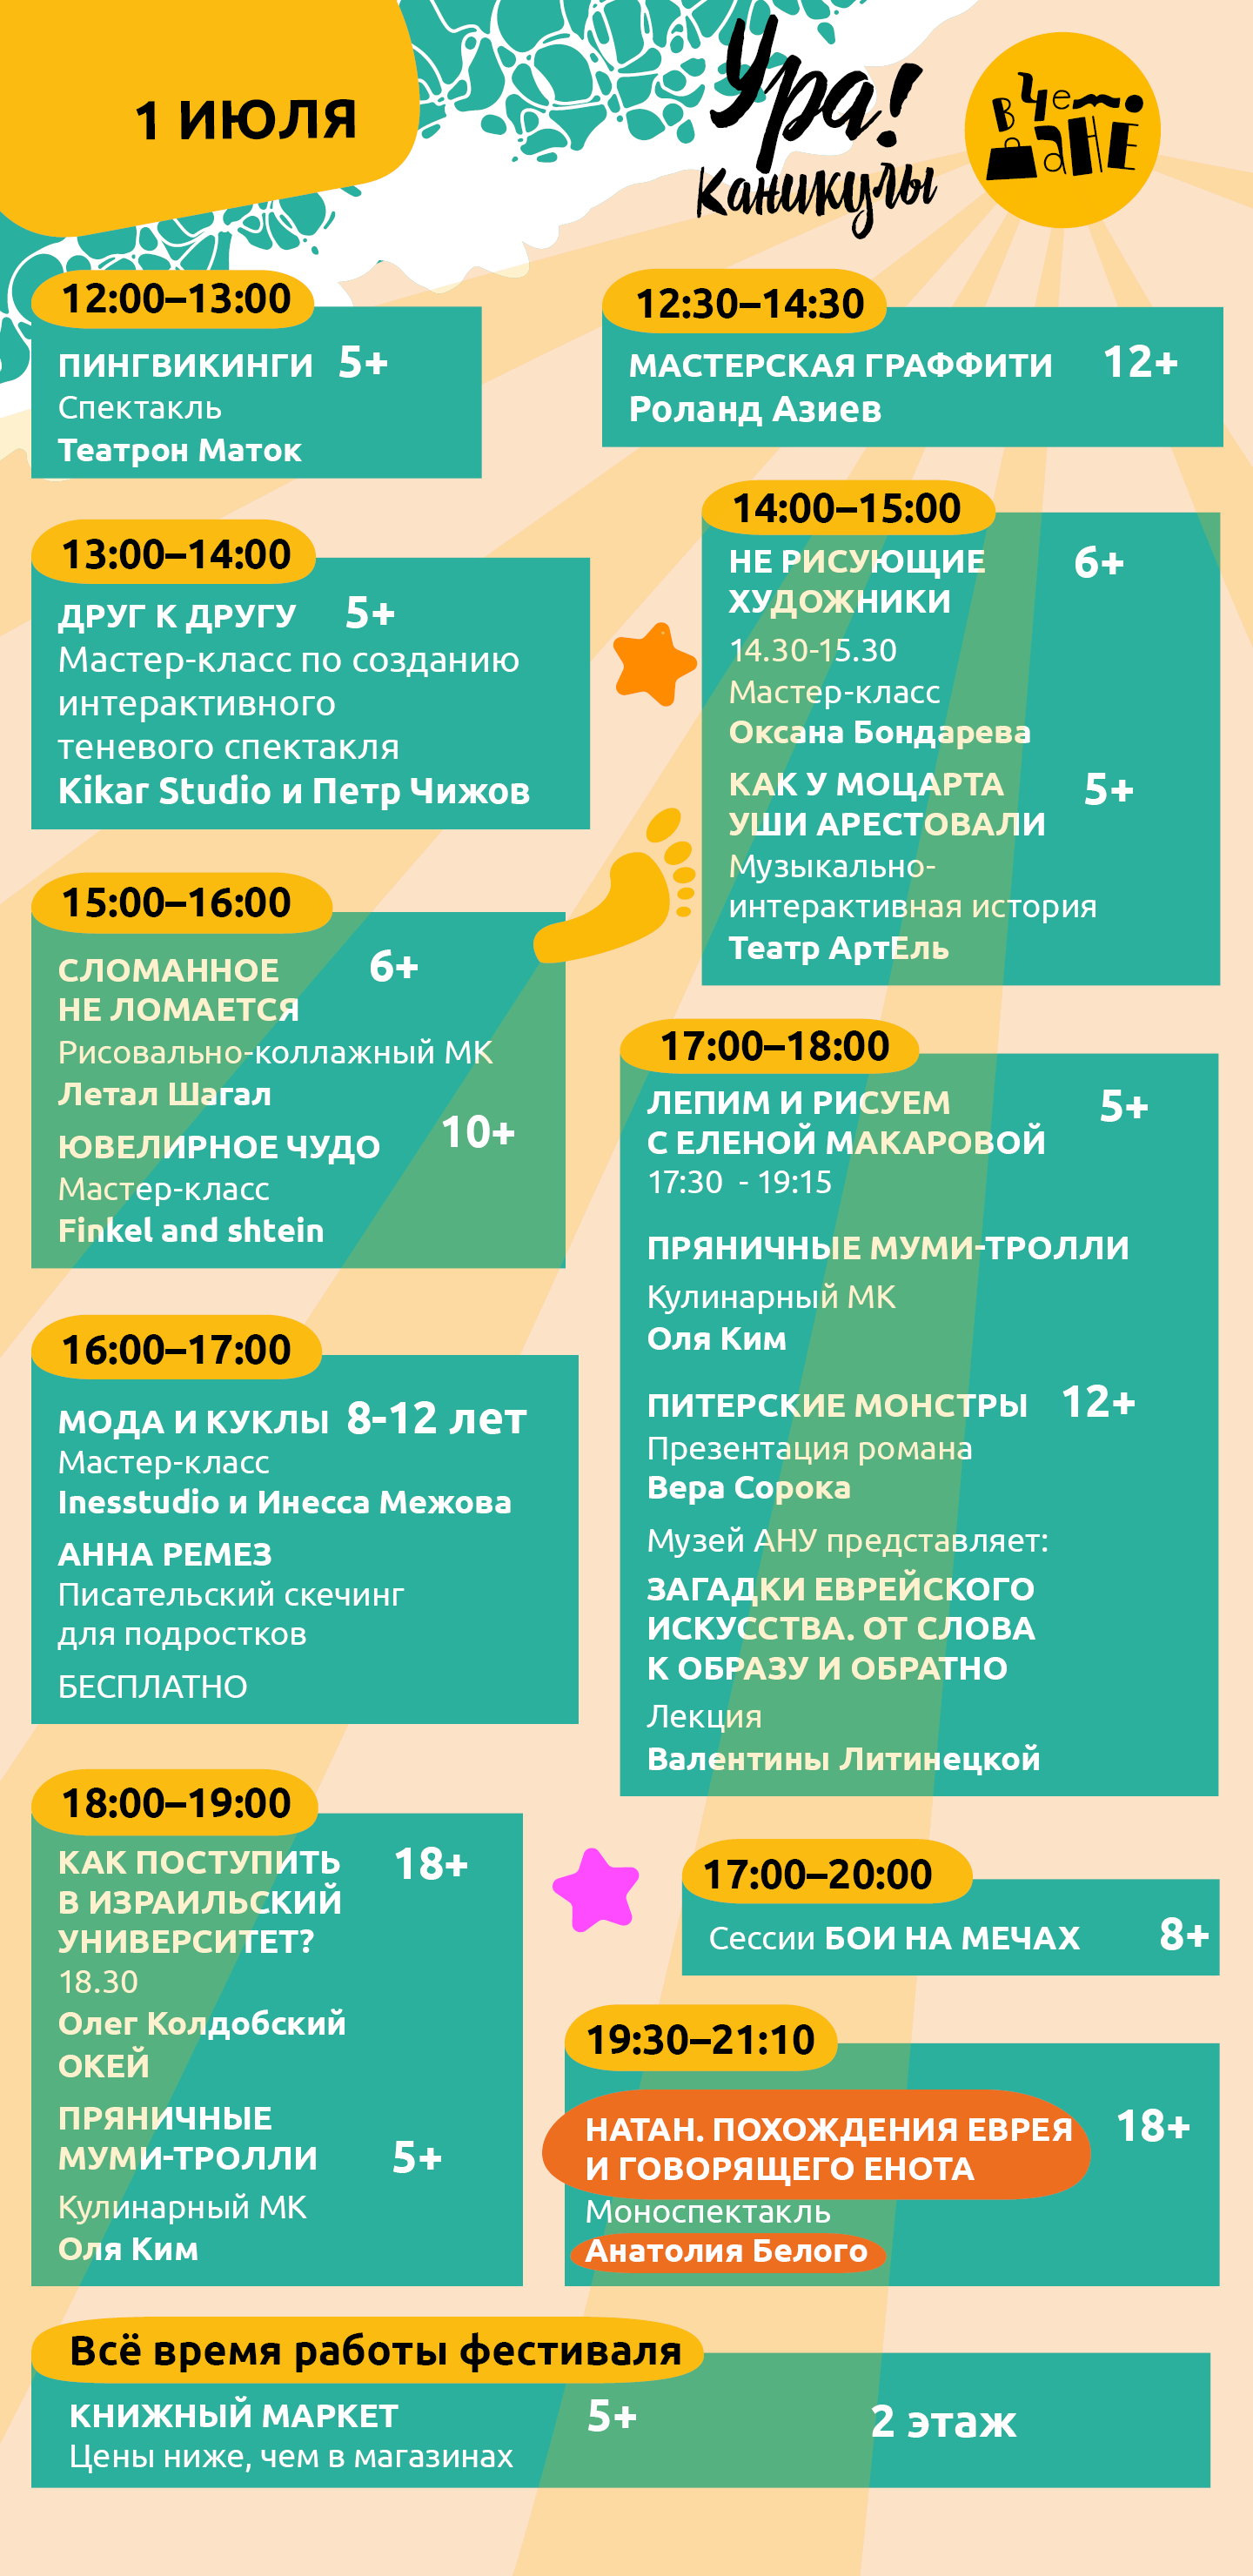 1 ИЮЛЯ
Ура!
Каникулы
В Чемо
даНЕ
12:00–13:00
ПИНГВИКИНГИ 5+
Спектакль
Театрон Маток
12:30–14:30
МАСТЕРСКАЯ ГРАФФИТИ 12+
Роланд Азиев
13:00–14:00
ДРУГ К ДРУГУ 5+
Мастер-класс по созданию
интерактивного
теневого спектакля
Kikar Studio и Петр Чижов
14:00–15:00
НЕ РИСУЮЩИЕ 6+
ХУДОЖНИКИ
14.30-15.30
Мастер-класс
Оксана Бондарева
КАК У МОЦАРТА 5+
УШИ АРЕСТОВАЛИ
Музыкально-
интерактивная история
Театр АртЕль
15:00–16:00
СЛОМАННОЕ 6+
НЕ ЛОМАЕТСЯ
Рисовально-коллажный МК
Летал Шагал
ЮВЕЛИРНОЕ ЧУДО 10+
Мастер-класс
Finkel and shtein
16:00–17:00
МОДА И КУКЛЫ 8-12 лет
Мастер-класс
Inesstudio и Инесса Межова
АННА РЕМЕЗ
Писательский скечинг
для подростков
БЕСПЛАТНО
17:00–18:00
ЛЕПИМ И РИСУЕМ 5+
С ЕЛЕНОЙ МАКАРОВОЙ
17:30 - 19:15
ПРЯНИЧНЫЕ МУМИ-ТРОЛЛИ
Кулинарный МК
Оля Ким
ПИТЕРСКИЕ МОНСТРЫ 12+
Презентация романа
Вера Сорока
Музей АНУ представляет:
ЗАГАДКИ ЕВРЕЙСКОГО
ИСКУССТВА. ОТ СЛОВА
К ОБРАЗУ И ОБРАТНО
Лекция
Валентины Литинецкой
18:00–19:00
КАК ПОСТУПИТЬ 18+
В ИЗРАИЛЬСКИЙ
УНИВЕРСИТЕТ?
18.30
Олег Колдобский
ОКЕЙ
ПРЯНИЧНЫЕ
МУМИ-ТРОЛЛИ 5+
Кулинарный МК
Оля Ким
17:00–20:00
Сессии БОИ НА МЕЧАХ 8+
19:30–21:10
НАТАН. ПОХОЖДЕНИЯ ЕВРЕЯ 18+
И ГОВОРЯЩЕГО ЕНОТА
Моноспектакль
Анатолия Белого
Всё время работы фестиваля
КНИЖНЫЙ МАРКЕТ 5+ 2 этаж
Цены ниже, чем в магазинах